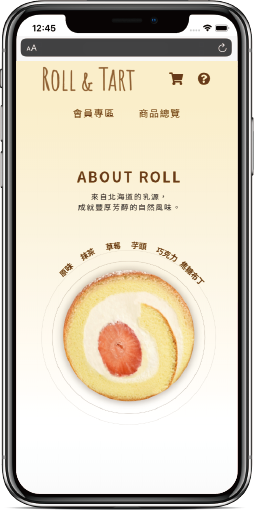 12:45
AA
ROLL & TART
?
會員專區
商品總覽
ABOUT ROLL
來自北海道的乳源，
成就豐厚芳醇的自然風味。
原味
抹茶
草莓
芋頭
巧克力
焦糖布丁